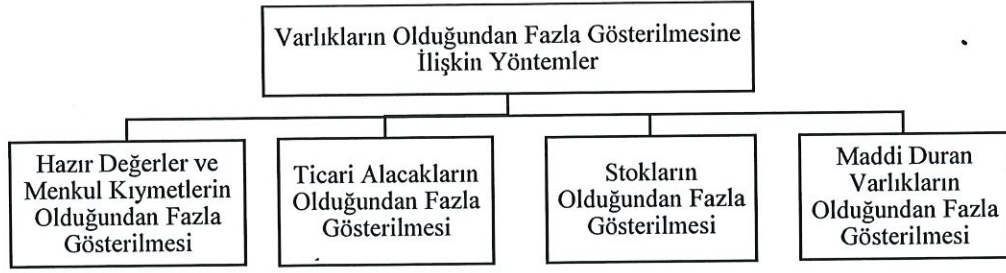 Varlıkların Olduğundan Fazla Gösterilmesine
İlişkin Yöntemler
Hazır Değerler ve
Menkul Kıymetlerin
Olduğundan Fazla
Gösterilmesi
Ticari Alacakların
Olduğundan Fazla
Gösterilmesi
Stokların
Olduğundan Fazla
Gösterilmesi
Maddi Duran
Varlıkların
Olduğundan Fazla
Gösterilmesi